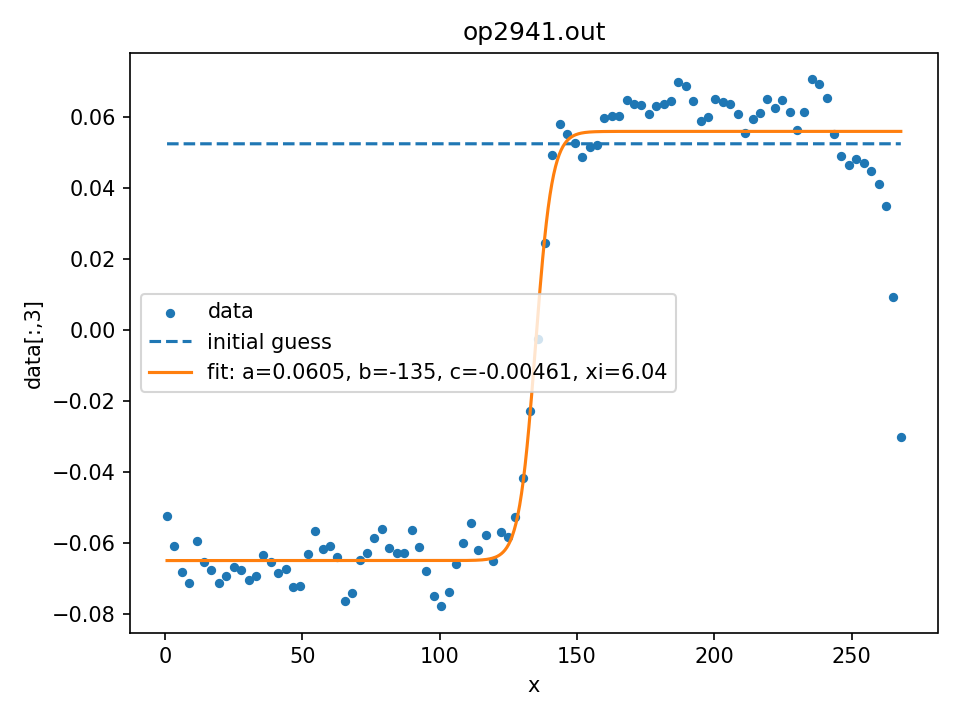 op2941.out
data[:,3]
0.06
0.04
0.02
0.00
−0.02
−0.04
−0.06
−0.08
data
initial guess
fit: a=0.0605, b=-135, c=-0.00461, xi=6.04
0 50 100 150 200 250
x